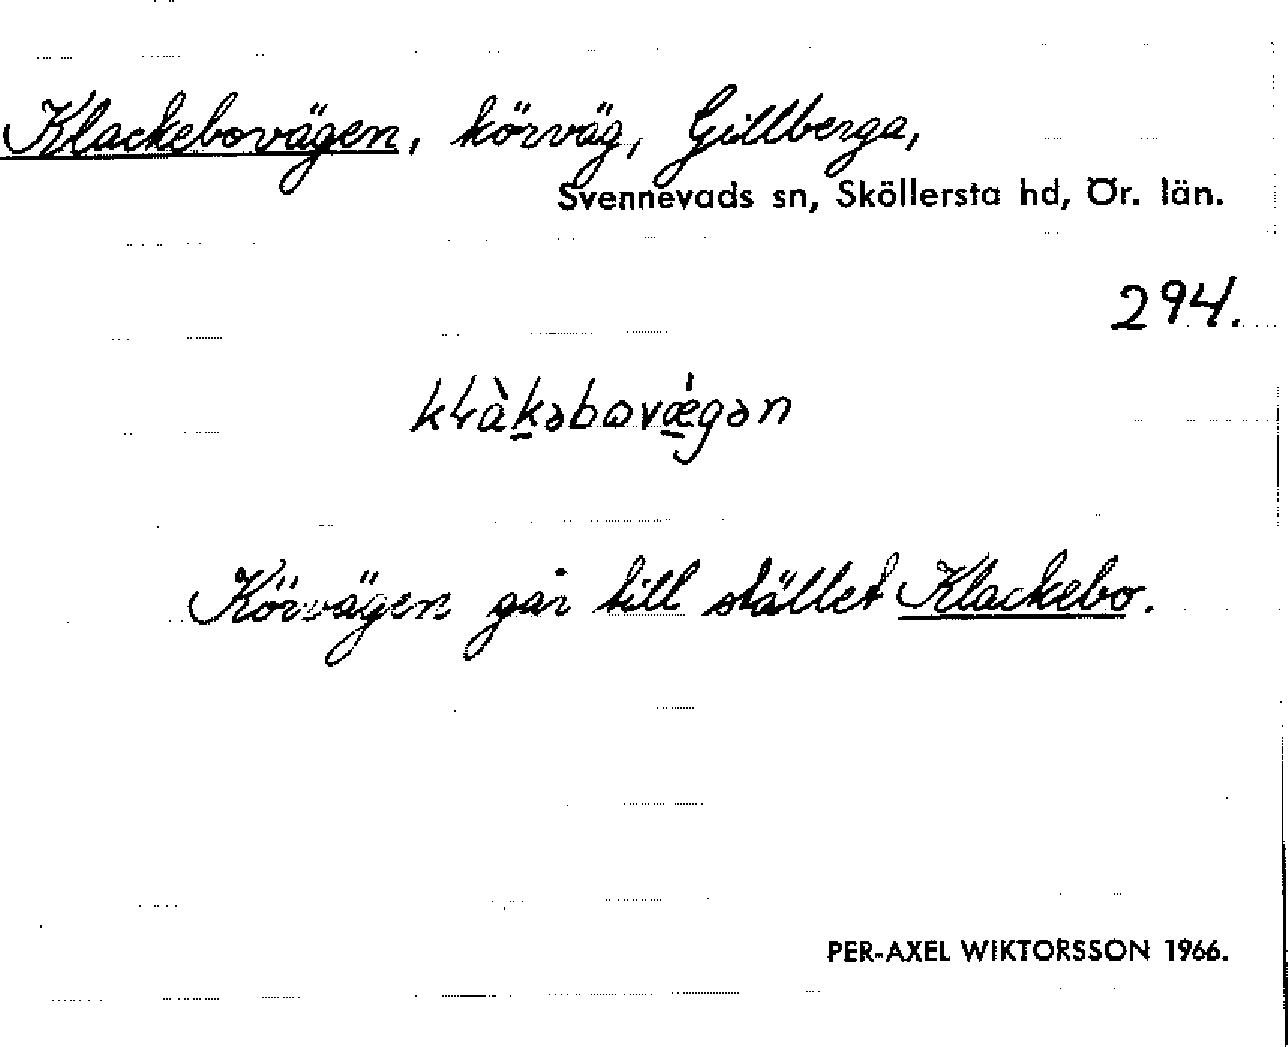 Klackebovägen, körväg, Gillberga,
Svennevads sn, Sköllersta hd, Ör. län.
294.
Körvägen går till stället Klackebo.
PER-AXEL WIKTORSSON 1966.